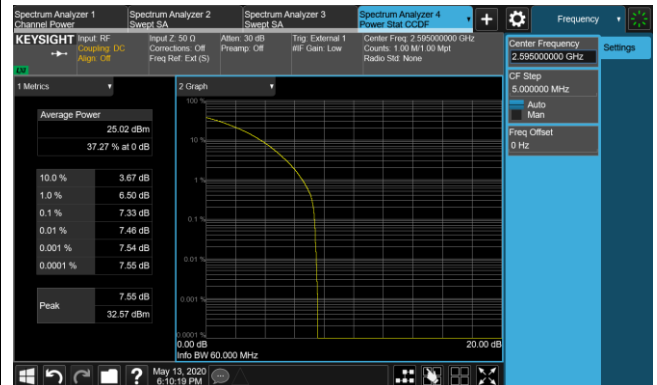 Spectrum Analyzer 1
Channel Power
Spectrum Analyzer 2
Swept SA
Spectrum Analyzer 3
Swept SA
Spectrum Analyzer 4
Power Stat CCDF
Frequency
KEYSIGHT
Input: RF
Coupling: DC
Align: Off
Input Z: 50 Ω
Corrections: Off
Freq Ref: Ext (S)
Atten: 30 dB
Preamp: Off
Trig: External 1
#IF Gain: Low
Center Freq: 2.595000000 GHz
Counts: 1.00 M/1.00 Mpt
Radio Std: None
Center Frequency
2.595000000 GHz
Settings
CF Step
5.000000 MHz
Auto
Man
Freq Offset
0 Hz
1 Metrics
Average Power
25.02 dBm
37.27 % at 0 dB
10.0 % 3.67 dB
1.0 % 6.50 dB
0.1 % 7.33 dB
0.01 % 7.46 dB
0.001 % 7.54 dB
0.0001 % 7.55 dB
Peak
7.55 dB
32.57 dBm
2 Graph
100 %
10 %
1 %
0.1 %
0.01 %
0.001 %
0.0001 %
0.00 dB
20.00 dB
Info BW 60.000 MHz
?
May 13, 2020
6:10:19 PM